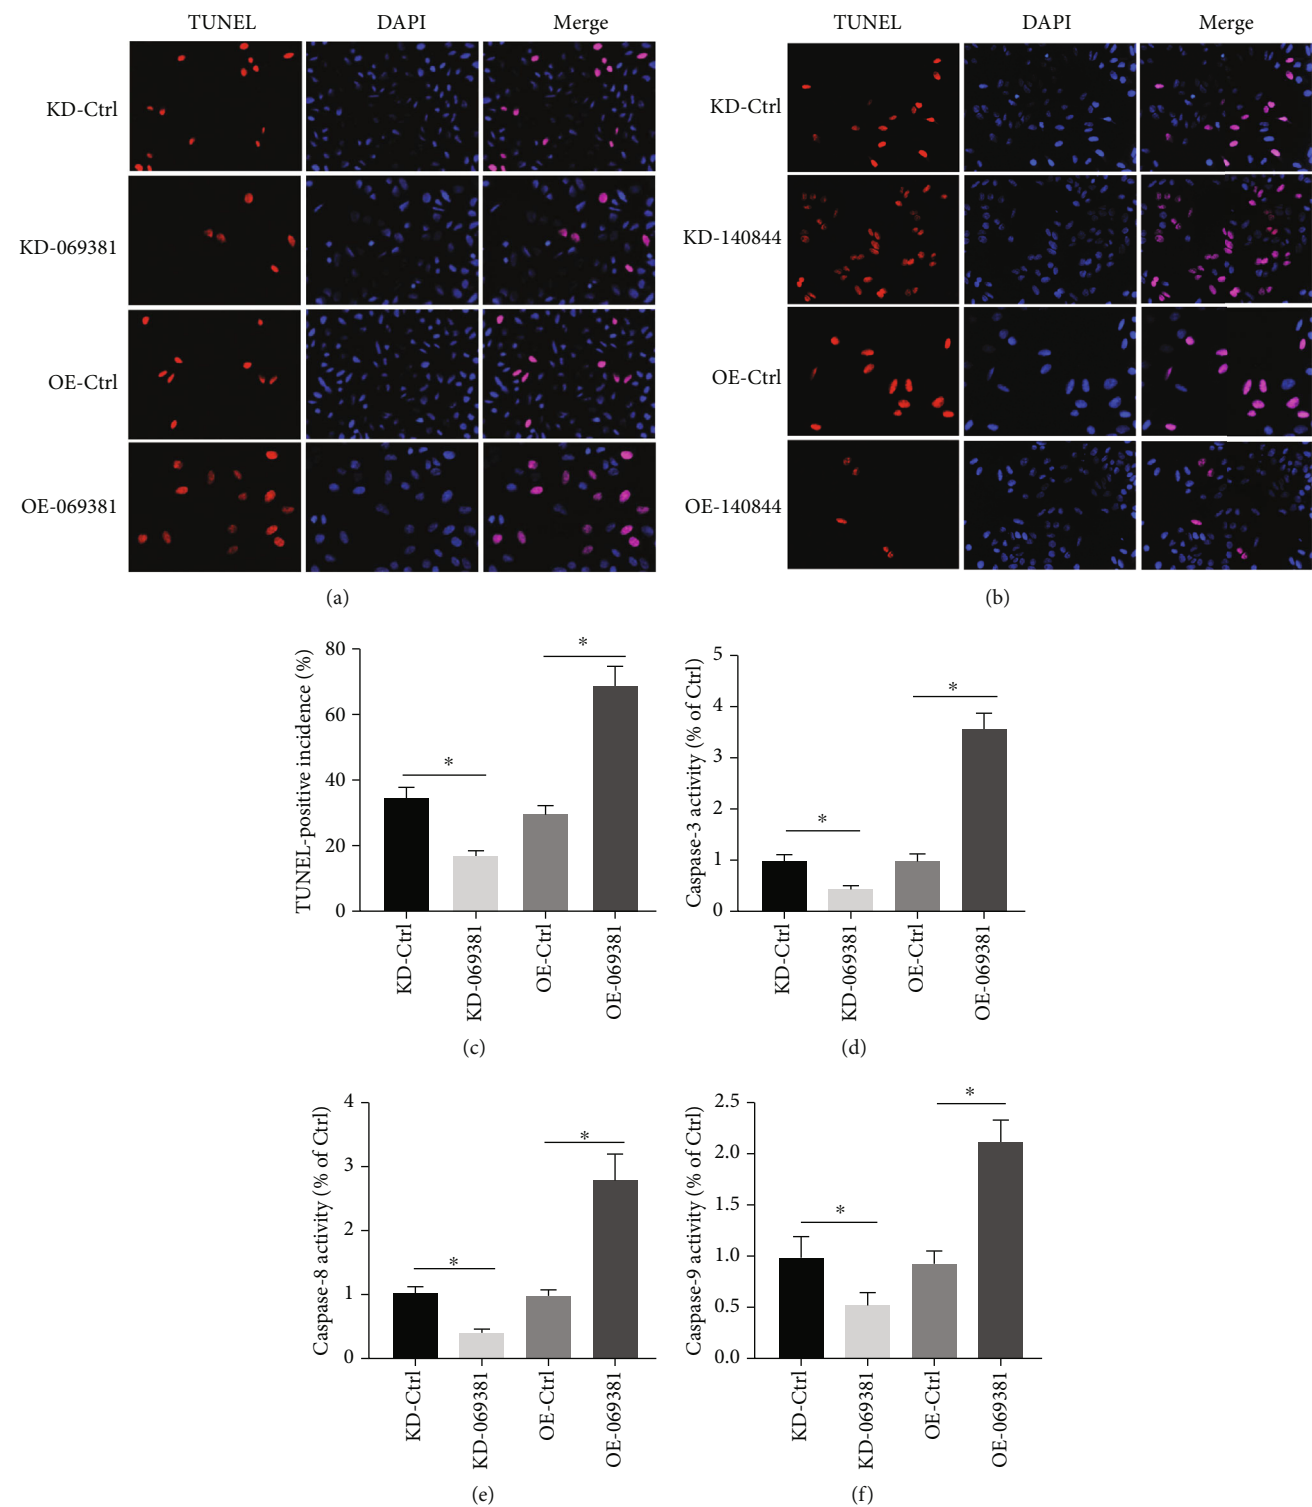 TUNEL DAPI Merge
KD-Ctrl
KD-069381
OE-Ctrl
OE-069381
(a)
TUNEL DAPI Merge
KD-Ctrl
KD-140844
OE-Ctrl
OE-140844
(b)
TUNEL-positive incidence (%)
80
60
40
20
0
*
*
KD-Ctrl
KD-069381
OE-Ctrl
OE-069381
(c)
Caspase-3 activity (% of Ctrl)
5
4
3
2
1
0
*
*
KD-Ctrl
KD-069381
OE-Ctrl
OE-069381
(d)
Caspase-8 activity (% of Ctrl)
4
3
2
1
0
*
*
KD-Ctrl
KD-069381
OE-Ctrl
OE-069381
(e)
Caspase-9 activity (% of Ctrl)
2.5
2.0
1.5
1.0
0.5
0.0
*
*
KD-Ctrl
KD-069381
OE-Ctrl
OE-069381
(f)